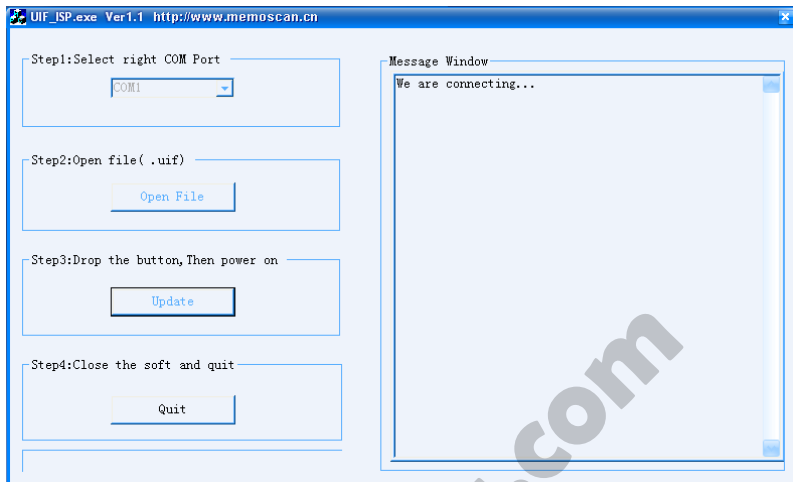 UIF_ISP.exe Ver1.1 http://www.memoscan.cn
Step1:Select right COM Port
COM1
Step2:Open file( .uif)
Open File
Step3:Drop the button,Then power on
Update
Step4:Close the soft and quit
Quit
Message Window
We are connecting...
.com